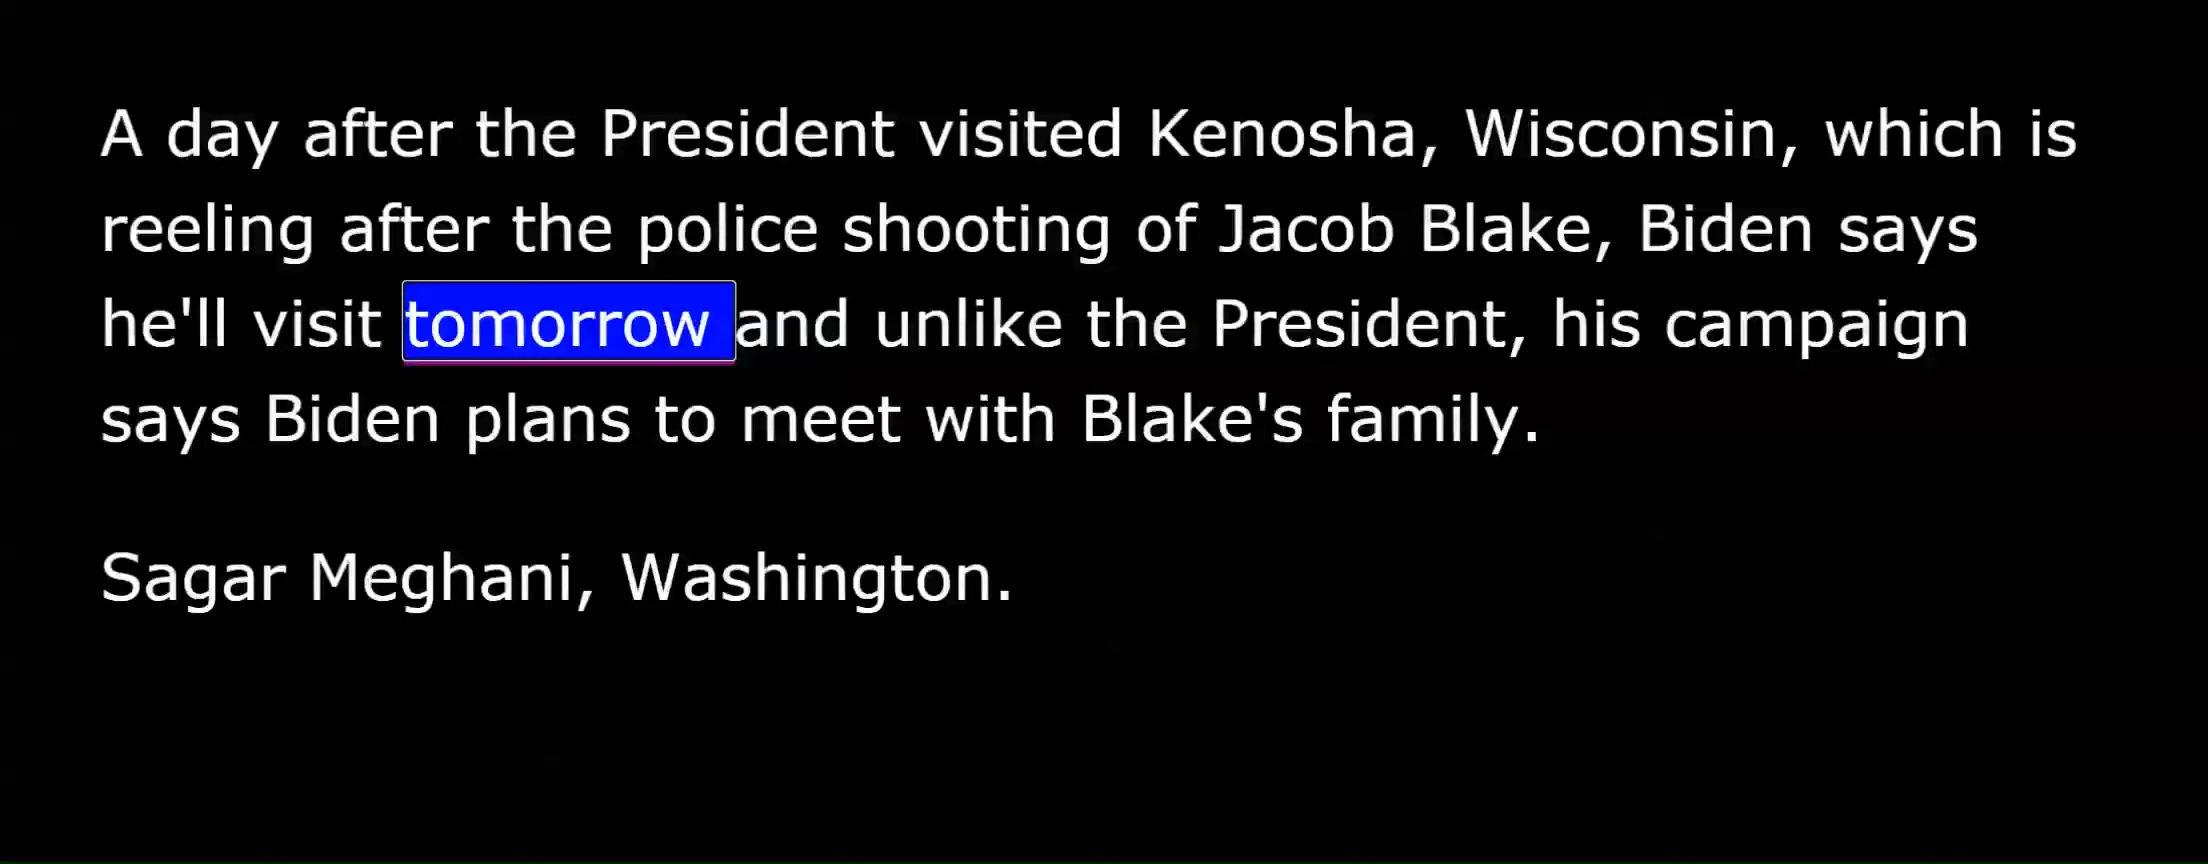 A day after the President visited Kenosha, Wisconsin, which is
reeling after the police shooting of Jacob Blake, Biden says
he'll visit tomorrow and unlike the President, his campaign
says Biden plans to meet with Blake's family.
Sagar Meghani, Washington.